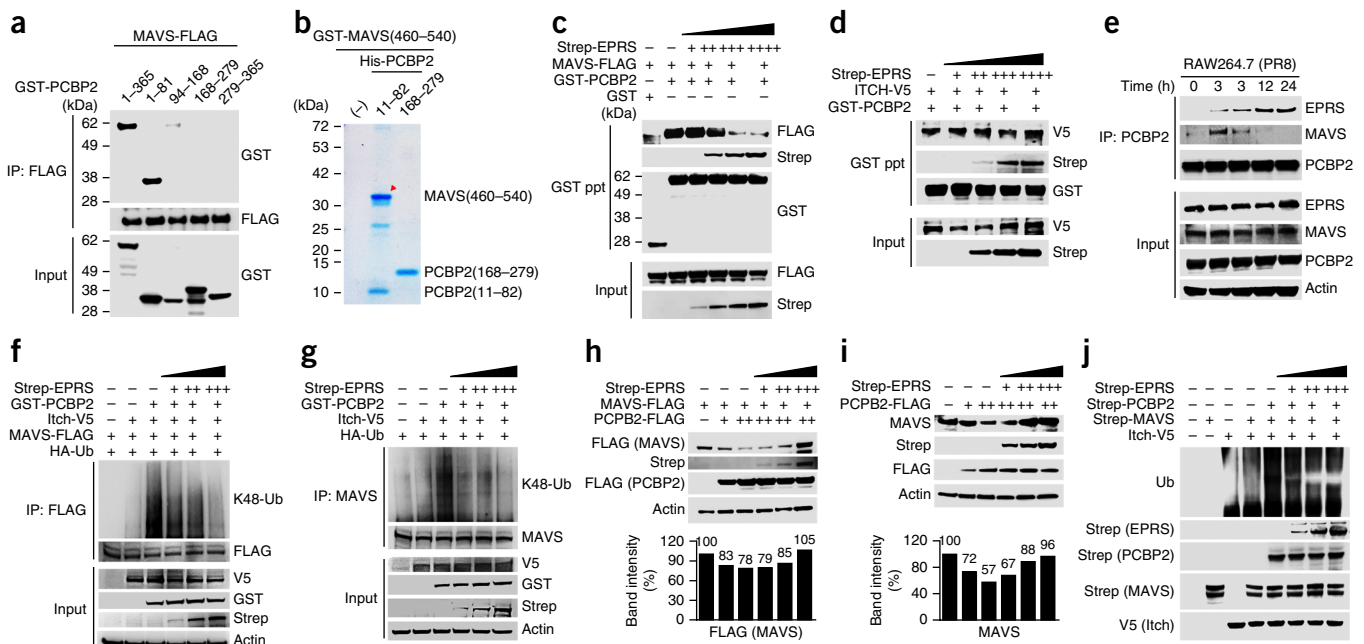 a
MAVS-FLAG
GST-PCBP2
1–365
1–81
94–168
168–279
279–365
(kDa)
62
49
38
28
IP: FLAG
GST
FLAG
62
49
38
28
Input
GST
b
GST-MAVS(460–540)
His-PCBP2
(–)
11–82
168–279
(kDa)
72
53
42
30
25
20
15
10
MAVS(460–540)
PCBP2(168–279)
PCBP2(11–82)
c
Strep-EPRS – – + ++ +++ ++++
MAVS-FLAG + + + + + +
GST-PCBP2 – + + + + +
GST + – – – – –
(kDa)
GST ppt
FLAG
Strep
62
49
38
28
GST
Input
FLAG
Strep
d
Strep-EPRS – + ++ +++ ++++
ITCH-V5 + + + + +
GST-PCBP2 + + + + +
GST ppt
V5
Strep
GST
Input
V5
Strep
e
RAW264.7 (PR8)
Time (h) 0 3 3 12 24
IP: PCBP2
EPRS
MAVS
PCBP2
Input
EPRS
MAVS
PCBP2
Actin
f
Strep-EPRS – – – + ++ +++
GST-PCBP2 – – + + + +
Itch-V5 – + + + + +
MAVS-FLAG + + + + + +
HA-Ub + + + + + +
IP: FLAG
K48-Ub
FLAG
Input
V5
GST
Strep
Actin
g
Strep-EPRS – – – + ++ +++
GST-PCBP2 – – + + + +
Itch-V5 – + + + + +
HA-Ub + + + + + +
IP: MAVS
K48-Ub
MAVS
Input
V5
GST
Strep
Actin
h
Strep-EPRS – – – + ++ +++
MAVS-FLAG + + + + + +
PCPB2-FLAG – + ++ ++ ++ ++
FLAG (MAVS)
Strep
FLAG (PCBP2)
Actin
Band intensity (%)
120
90
60
30
0
100
83
78
79
85
105
FLAG (MAVS)
i
Strep-EPRS – – – + ++ +++
PCPB2-FLAG – + ++ ++ ++ ++
MAVS
Strep
FLAG
Actin
Band intensity (%)
120
80
40
0
100
72
57
67
88
96
MAVS
j
Strep-EPRS – – – – – + ++ +++
Strep-PCBP2 – – – – + + + +
Strep-MAVS – + – + + + + +
Itch-V5 – – + + + + + +
Ub
Strep (EPRS)
Strep (PCBP2)
Strep (MAVS)
V5 (Itch)